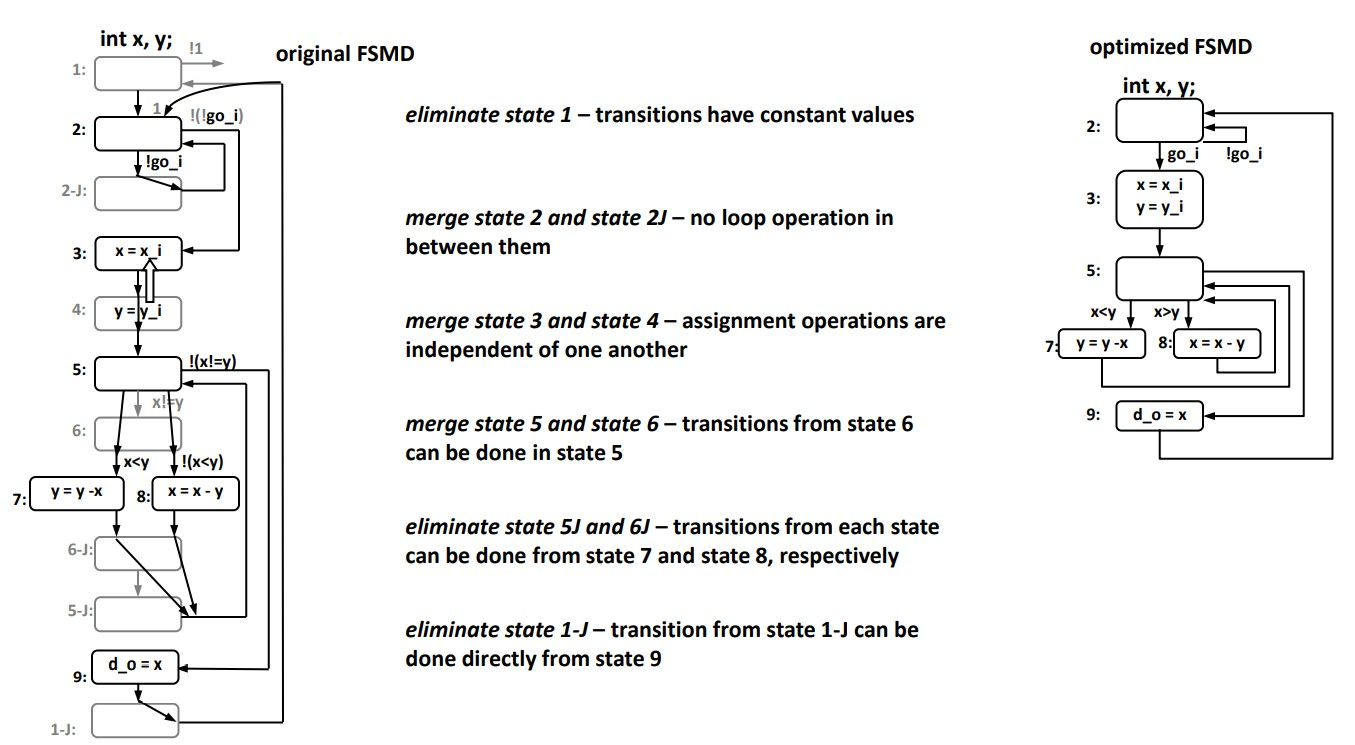 int x, y;
original FSMD
!1
1:
1
2:
!(!go_i)
!go_i
2-J:
3:
x = x_i
4:
y = y_i
5:
!(x!=y)
x!=y
6:
x<y
!(x<y)
7:
y = y -x
8:
x = x - y
6-J:
5-J:
9:
d_o = x
1-J:
eliminate state 1 – transitions have constant values
merge state 2 and state 2J – no loop operation in
between them
merge state 3 and state 4 – assignment operations are
independent of one another
merge state 5 and state 6 – transitions from state 6
can be done in state 5
eliminate state 5J and 6J – transitions from each state
can be done from state 7 and state 8, respectively
eliminate state 1-J – transition from state 1-J can be
done directly from state 9
optimized FSMD
int x, y;
2:
go_i
!go_i
3:
x = x_i
y = y_i
5:
x<y
x>y
7:
y = y -x
8:
x = x - y
9:
d_o = x